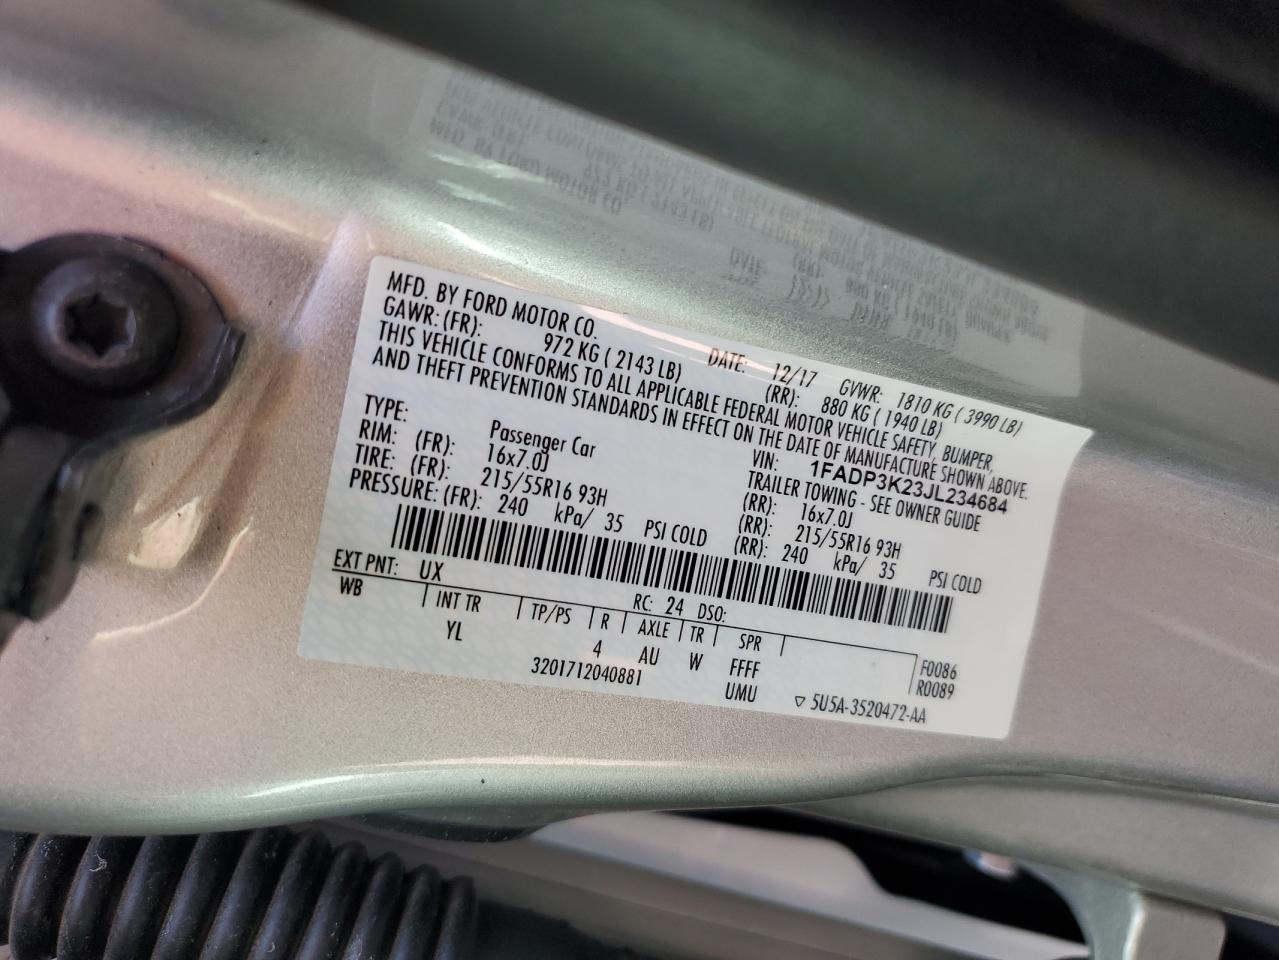 MFD. BY FORD MOTOR CO. DATE: 12/17 GVWR: 1810 KG ( 3990 LB)
GAWR: (FR): 972 KG ( 2143 LB) (RR): 880 KG ( 1940 LB)
THIS VEHICLE CONFORMS TO ALL APPLICABLE FEDERAL MOTOR VEHICLE SAFETY, BUMPER,
AND THEFT PREVENTION STANDARDS IN EFFECT ON THE DATE OF MANUFACTURE SHOWN ABOVE.
VIN: 1FADP3K23JL234684
TYPE: Passenger Car TRAILER TOWING - SEE OWNER GUIDE
RIM: (FR): 16x7.0J (RR): 16x7.0J
TIRE: (FR): 215/55R16 93H (RR): 215/55R16 93H
PRESSURE: (FR): 240 kPa/ 35 PSI COLD (RR): 240 kPa/ 35 PSI COLD
EXT PNT: UX RC: 24 DSO:
WB INT TR TP/PS R AXLE TR SPR F0086
YL 4 AU W FFFF R0089
3201712040881 UMU ▽ 5U5A-3520472-AA